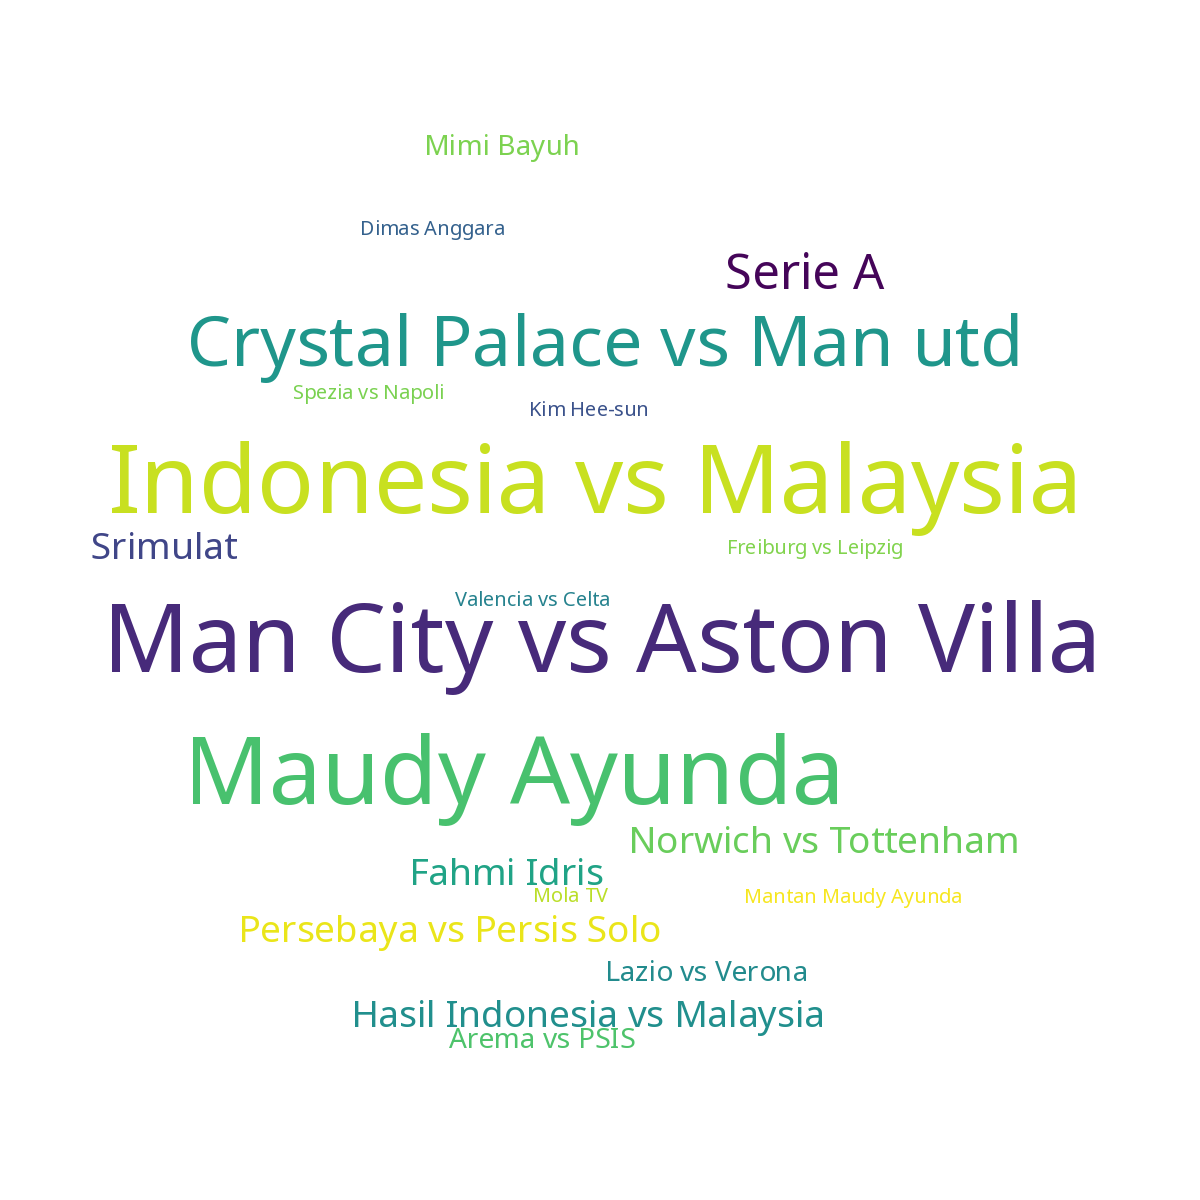 Mimi Bayuh
Dimas Anggara
Serie A
Crystal Palace vs Man utd
Spezia vs Napoli
Kim Hee-sun
Indonesia vs Malaysia
Srimulat
Freiburg vs Leipzig
Valencia vs Celta
Man City vs Aston Villa
Maudy Ayunda
Norwich vs Tottenham
Fahmi Idris
Mola TV
Mantan Maudy Ayunda
Persebaya vs Persis Solo
Lazio vs Verona
Hasil Indonesia vs Malaysia
Arema vs PSIS